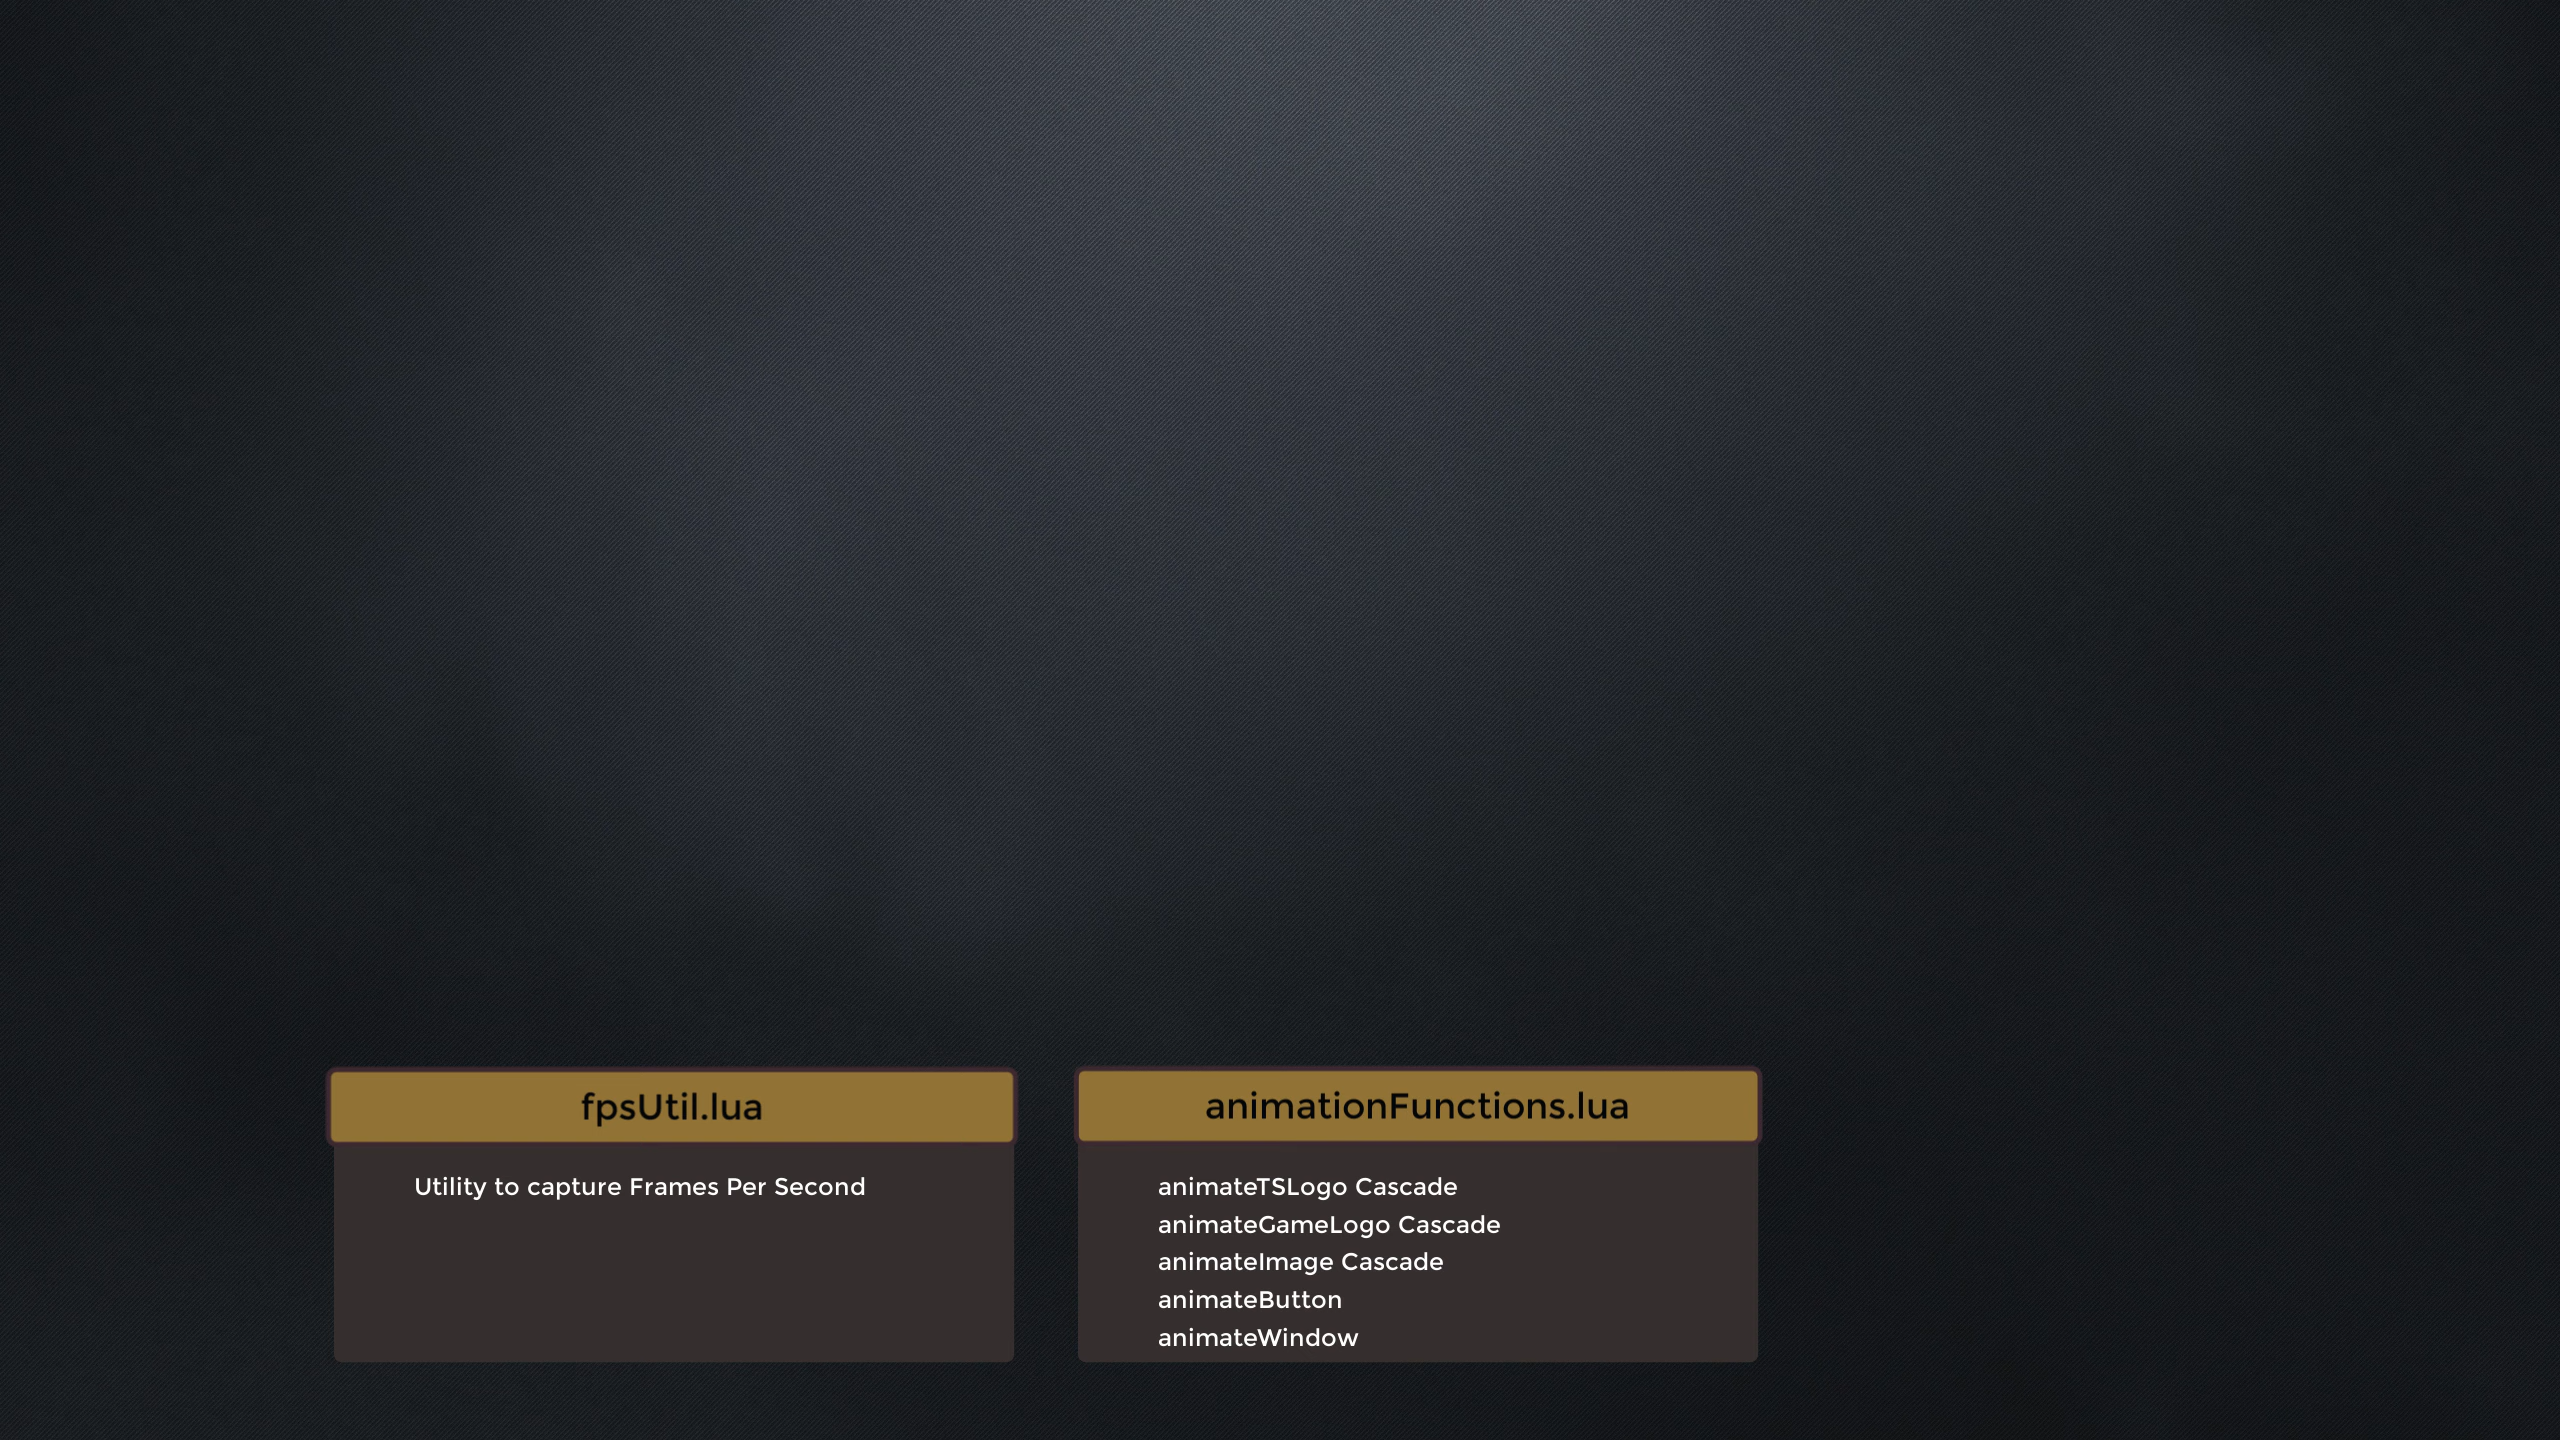 fpsUtil.lua
Utility to capture Frames Per Second
animationFunctions.lua
animateTSLogo Cascade
animateGameLogo Cascade
animateImage Cascade
animateButton
animateWindow